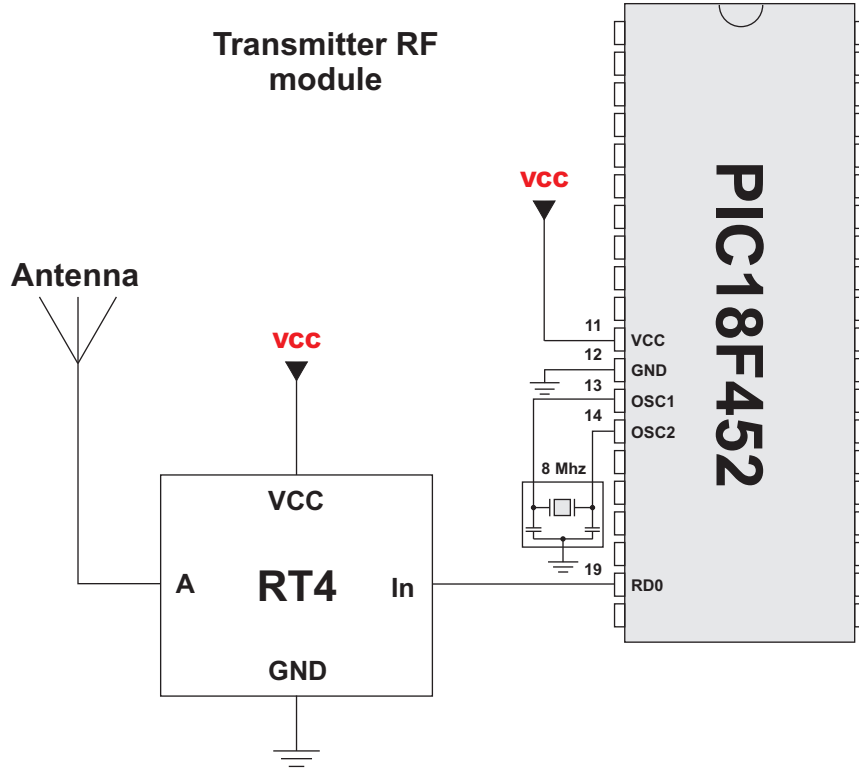 Transmitter RF
module
Antenna
VCC
VCC
PIC18F452
11
VCC
12
GND
13
OSC1
14
OSC2
8 Mhz
19
RD0
VCC
A
RT4
In
GND